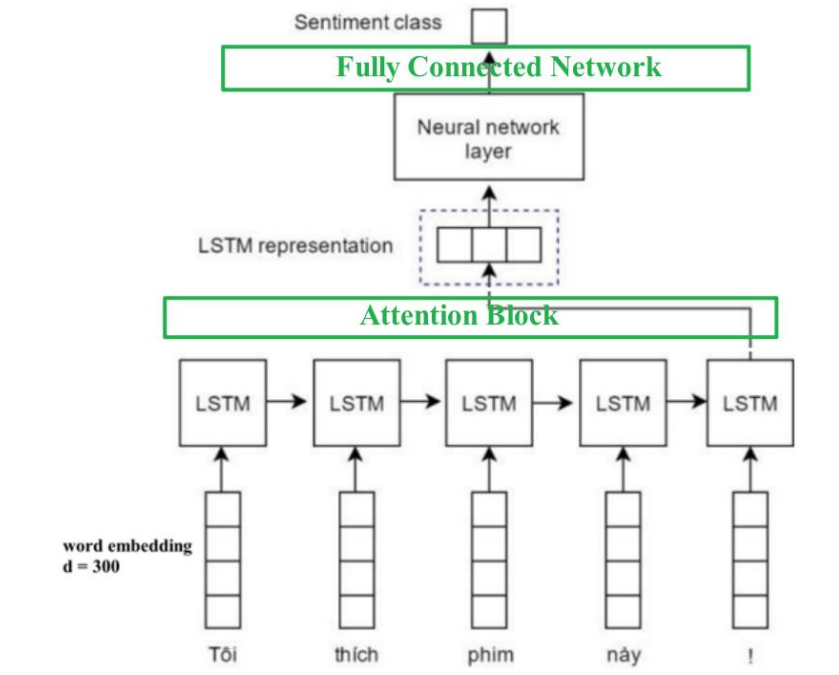 Sentiment class
Fully Connected Network
Neural network
layer
LSTM representation
Attention Block
LSTM LSTM LSTM LSTM LSTM
word embedding
d = 300
Tôi thích phim này !